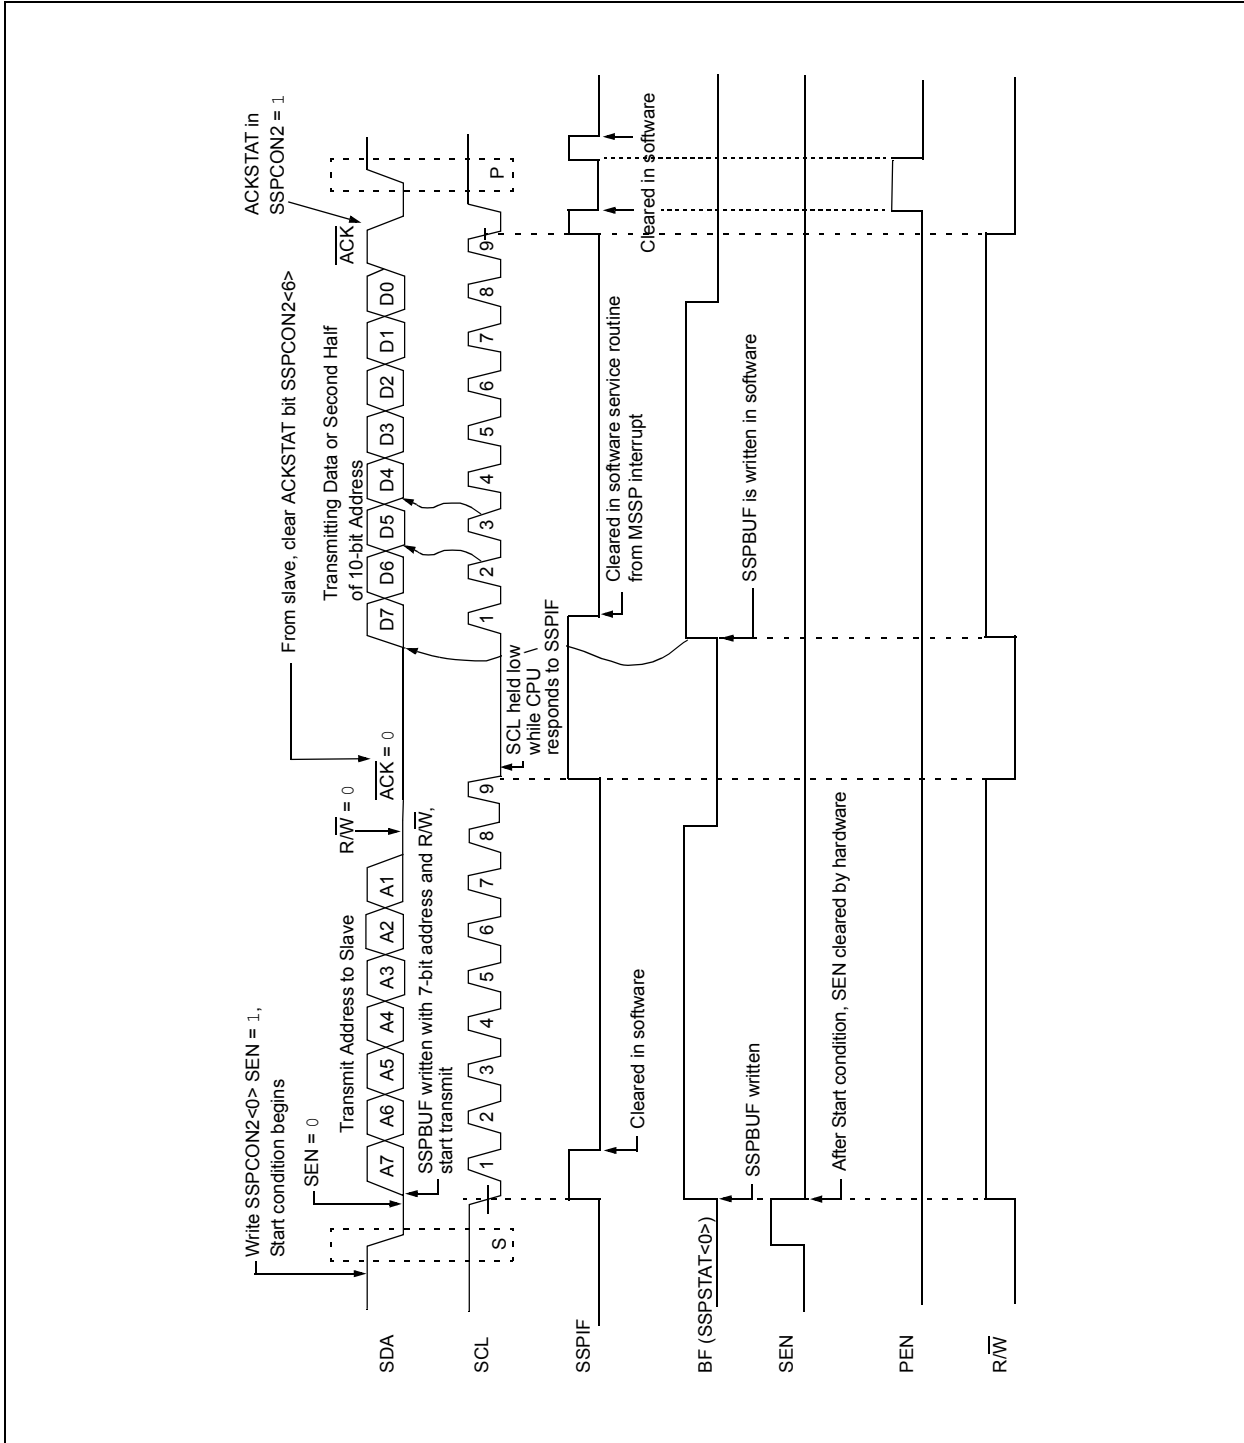 Write SSPCON2<0> SEN = 1,
Start condition begins
SEN = 0
Transmit Address to Slave
R/W = 0
From slave, clear ACKSTAT bit SSPCON2<6>
ACK = 0
Transmitting Data or Second Half
of 10-bit Address
ACKSTAT in
SSPCON2 = 1
ACK
SDA
A7 A6 A5 A4 A3 A2 A1
D7 D6 D5 D4 D3 D2 D1 D0
SSPBUF written with 7-bit address and R/W,
start transmit
SCL
S
1 2 3 4 5 6 7 8 9
1 2 3 4 5 6 7 8 9
P
SCL held low
while CPU
responds to SSPIF
SSPIF
Cleared in software
Cleared in software service routine
from MSSP interrupt
Cleared in software
BF (SSPSTAT<0>)
SSPBUF written
SSPBUF is written in software
SEN
After Start condition, SEN cleared by hardware
PEN
R/W